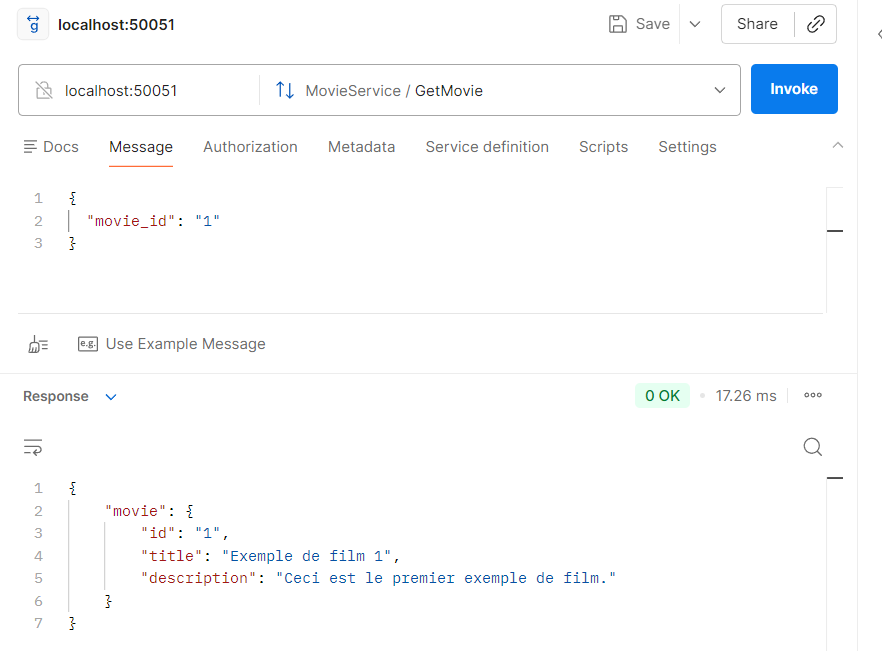 g localhost:50051 Save Share
localhost:50051 MovieService / GetMovie Invoke
Docs Message Authorization Metadata Service definition Scripts Settings
1 {
2 "movie_id": "1"
3 }
e.g. Use Example Message
Response 0 OK 17.26 ms
1 {
2 "movie": {
3 "id": "1",
4 "title": "Exemple de film 1",
5 "description": "Ceci est le premier exemple de film."
6 }
7 }